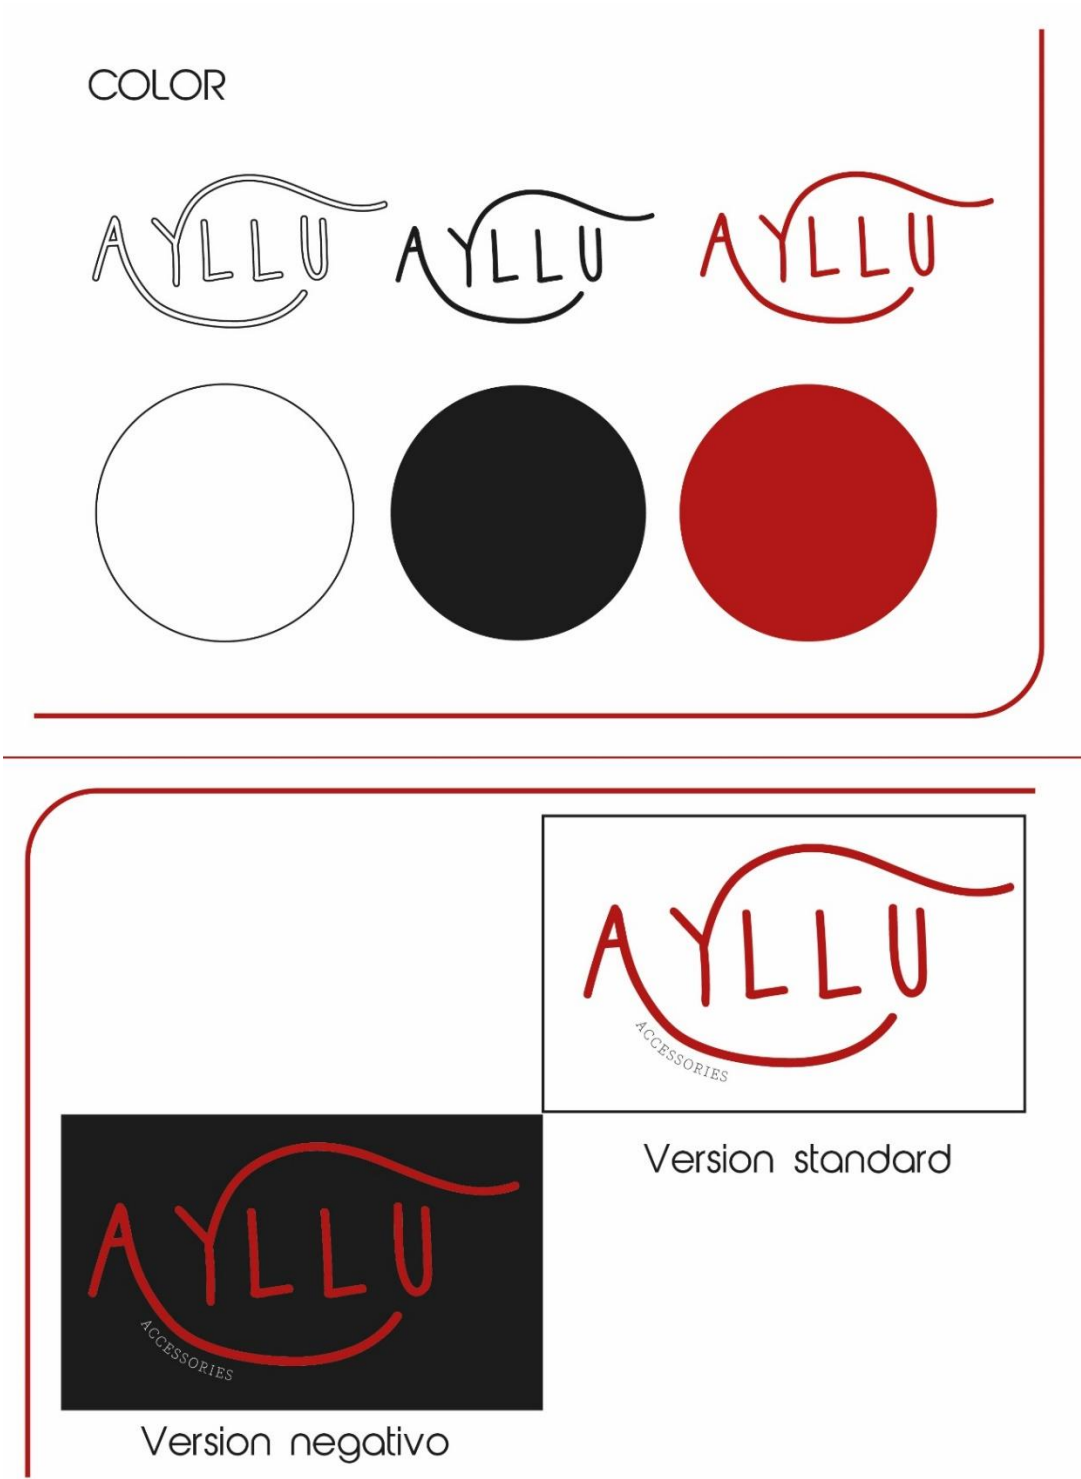 COLOR
AYLLU AYLLU AYLLU
AYLLU
ACCESSORIES
Version standard
AYLLU
ACCESSORIES
Version negativo